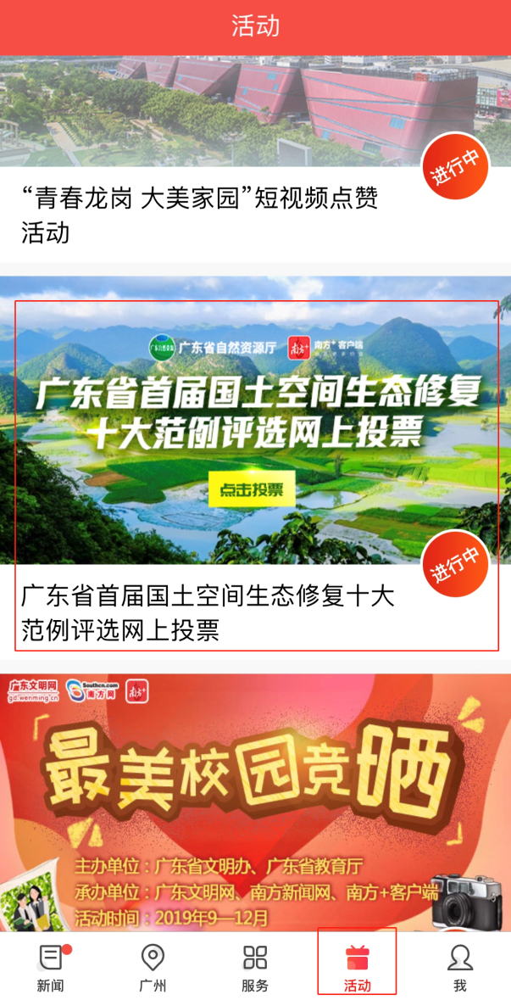 活动
进行中
“青春龙岗 大美家园”短视频点赞
活动
广东省自然资源厅 南方+ 南方+客户端
广东省首届国土空间生态修复
十大范例评选网上投票
点击投票
进行中
广东省首届国土空间生态修复十大
范例评选网上投票
广东文明网 gd.wenming.cn Southcn.com 南方网 南方+
最美校园竞晒
主办单位：广东省文明办、广东省教育厅
承办单位：广东文明网、南方新闻网、南方+客户端
活动时间：2019年9—12月
新闻 广州 服务 活动 我